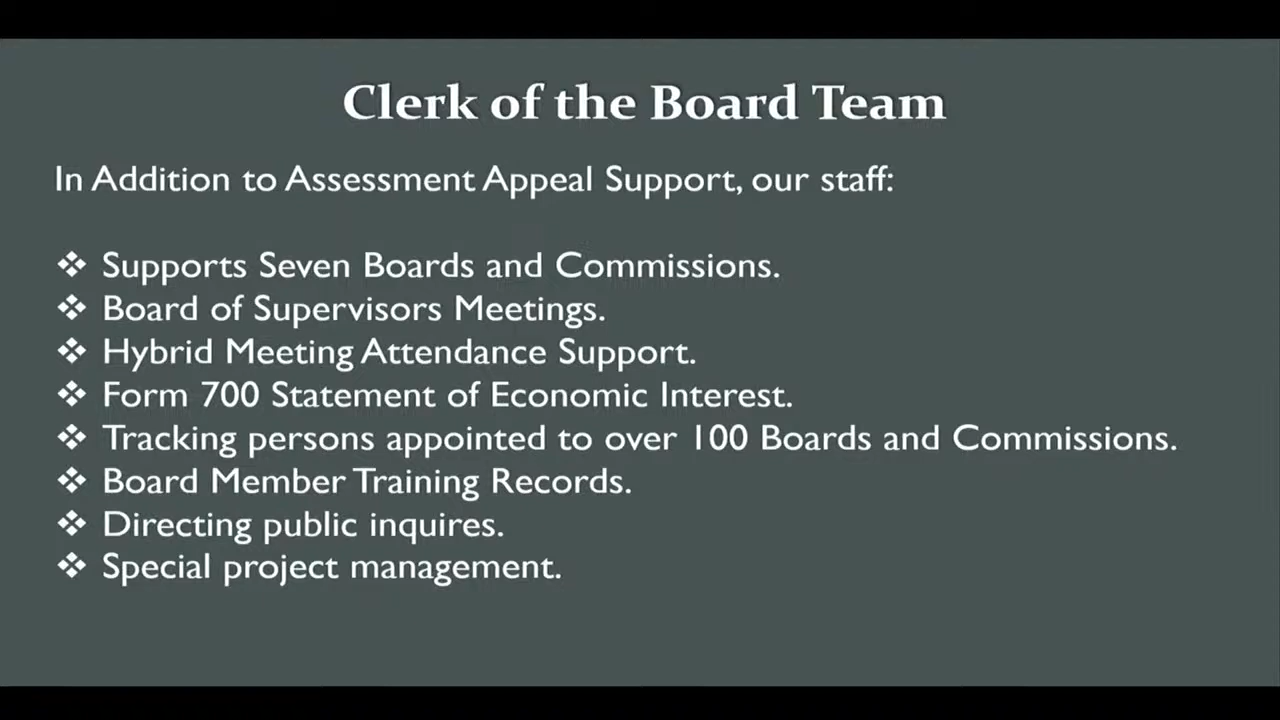 Clerk of the Board Team
In Addition to Assessment Appeal Support, our staff:
❖ Supports Seven Boards and Commissions.
❖ Board of Supervisors Meetings.
❖ Hybrid Meeting Attendance Support.
❖ Form 700 Statement of Economic Interest.
❖ Tracking persons appointed to over 100 Boards and Commissions.
❖ Board Member Training Records.
❖ Directing public inquires.
❖ Special project management.